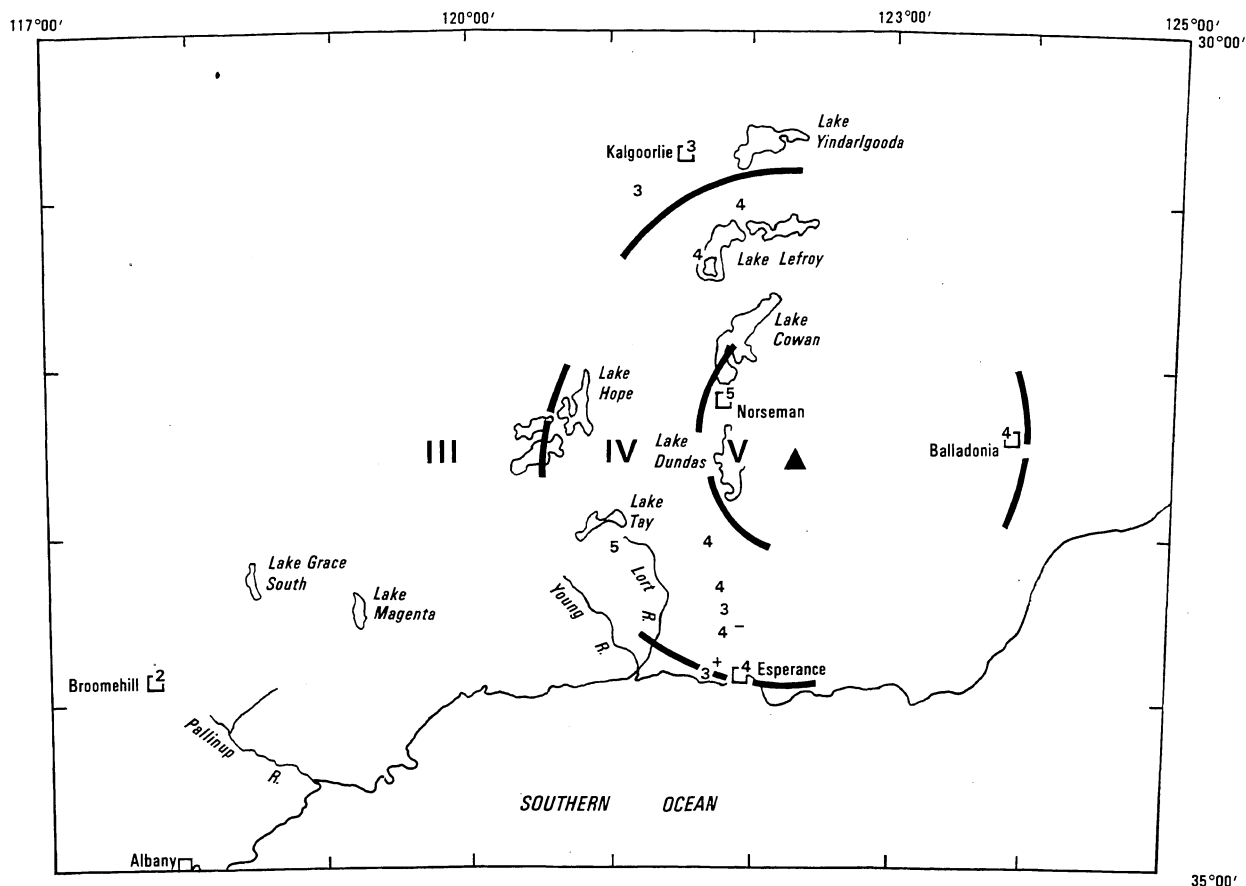 117°00'
120°00'
123°00'
125°00'
30°00'
Lake
Yindarlgooda
Kalgoorlie 3
3
4
4
Lake Lefroy
Lake
Cowan
Lake
Hope
5
Norseman
III
IV
Lake
Dundas
V
Balladonia
4
Lake
Tay
5
4
Lake Grace
South
Lake
Magenta
Young
R.
Lort
R.
4
3
4 –
3 +
4 Esperance
Broomehill 2
Pallinup
R.
SOUTHERN OCEAN
Albany
35°00'